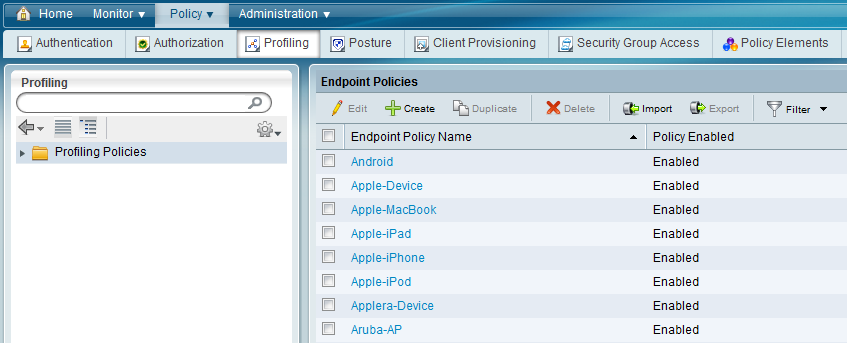 Home Monitor ▾ Policy ▾ Administration ▾
Authentication Authorization Profiling Posture Client Provisioning Security Group Access Policy Elements
Profiling
Profiling Policies
Endpoint Policies
Edit Create Duplicate Delete Import Export Filter ▾
Endpoint Policy Name ▲ Policy Enabled
Android Enabled
Apple-Device Enabled
Apple-MacBook Enabled
Apple-iPad Enabled
Apple-iPhone Enabled
Apple-iPod Enabled
Applera-Device Enabled
Aruba-AP Enabled